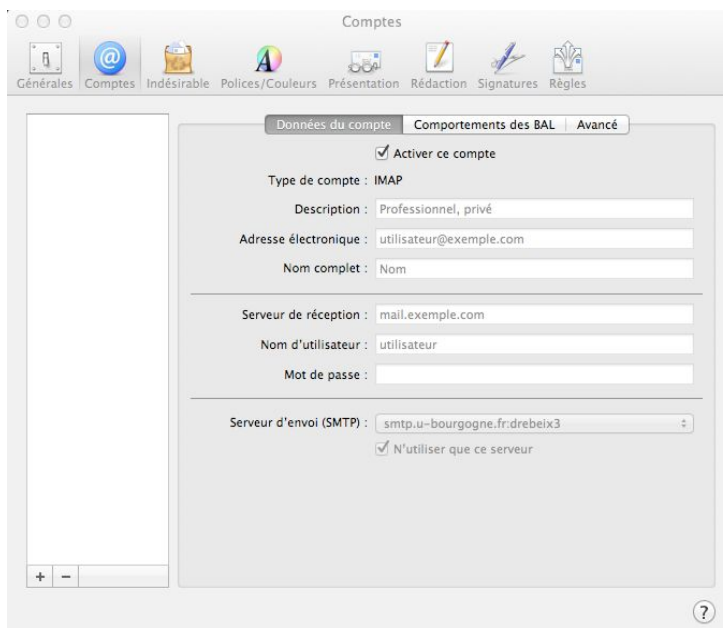 Comptes
Générales Comptes Indésirable Polices/Couleurs Présentation Rédaction Signatures Règles
Données du compte Comportements des BAL Avancé
Activer ce compte
Type de compte : IMAP
Description : Professionnel, privé
Adresse électronique : utilisateur@exemple.com
Nom complet : Nom
Serveur de réception : mail.exemple.com
Nom d'utilisateur : utilisateur
Mot de passe :
Serveur d'envoi (SMTP) : smtp.u-bourgogne.fr:drebeix3
N'utiliser que ce serveur
+ −
?